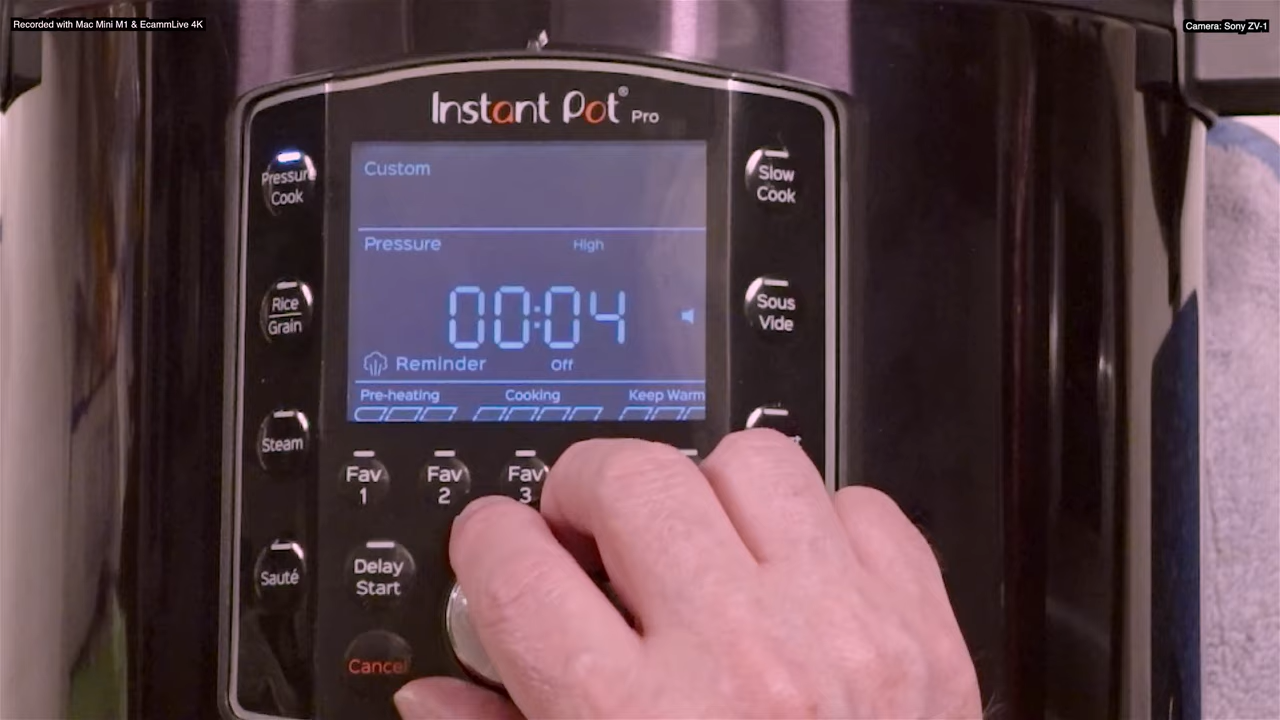 Recorded with Mac Mini M1 & EcammLive 4K
Camera: Sony ZV-1
Instant Pot® Pro
Pressure
Cook
Custom
Slow
Cook
Pressure High
Rice
Grain
00:04
Sous
Vide
Reminder Off
Pre-heating Cooking Keep Warm
Steam
Fav
1
Fav
2
Fav
3
Sauté
Delay
Start
Cancel